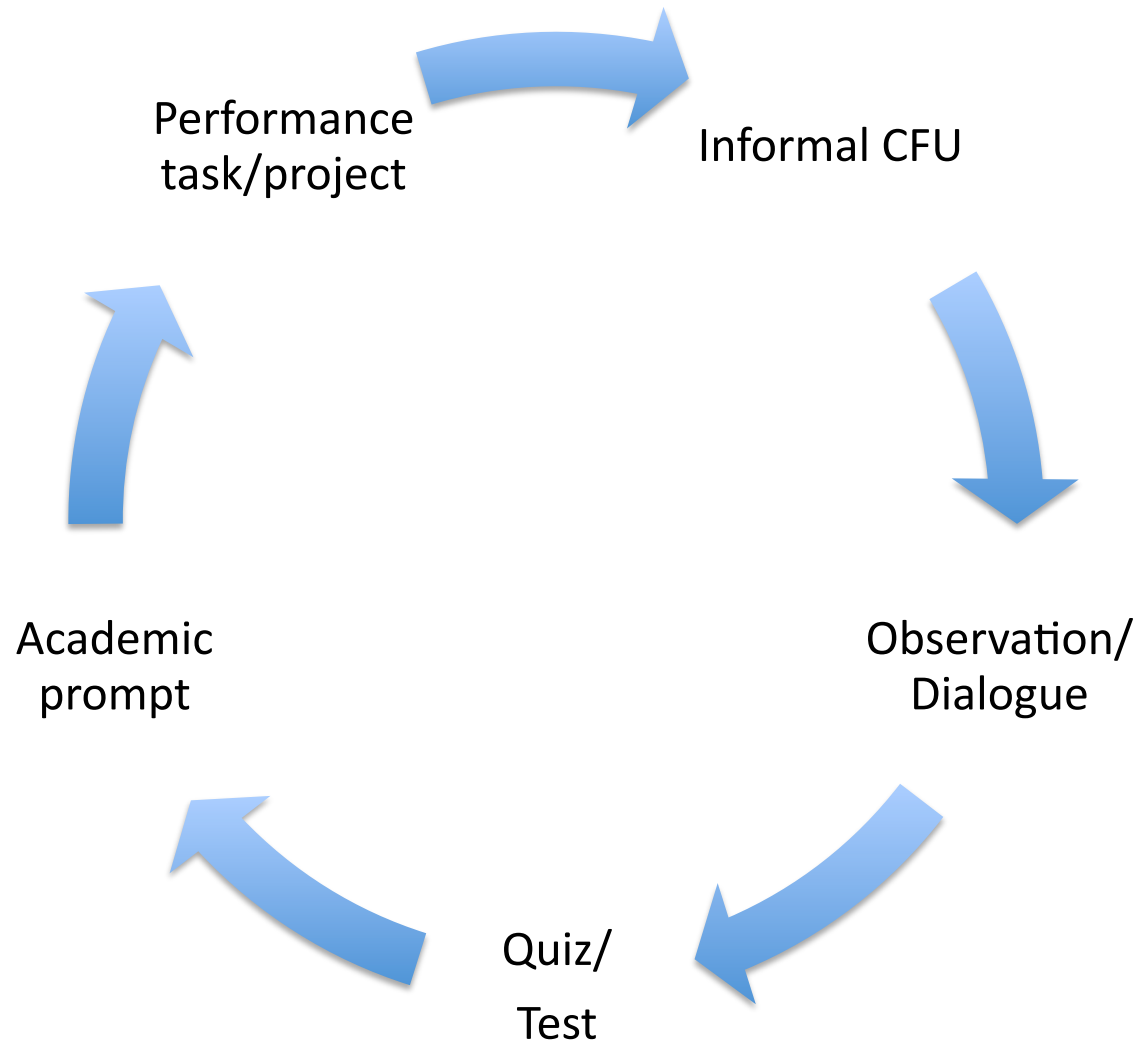 Performance
task/project
Informal CFU
Observation/
Dialogue
Quiz/
Test
Academic
prompt